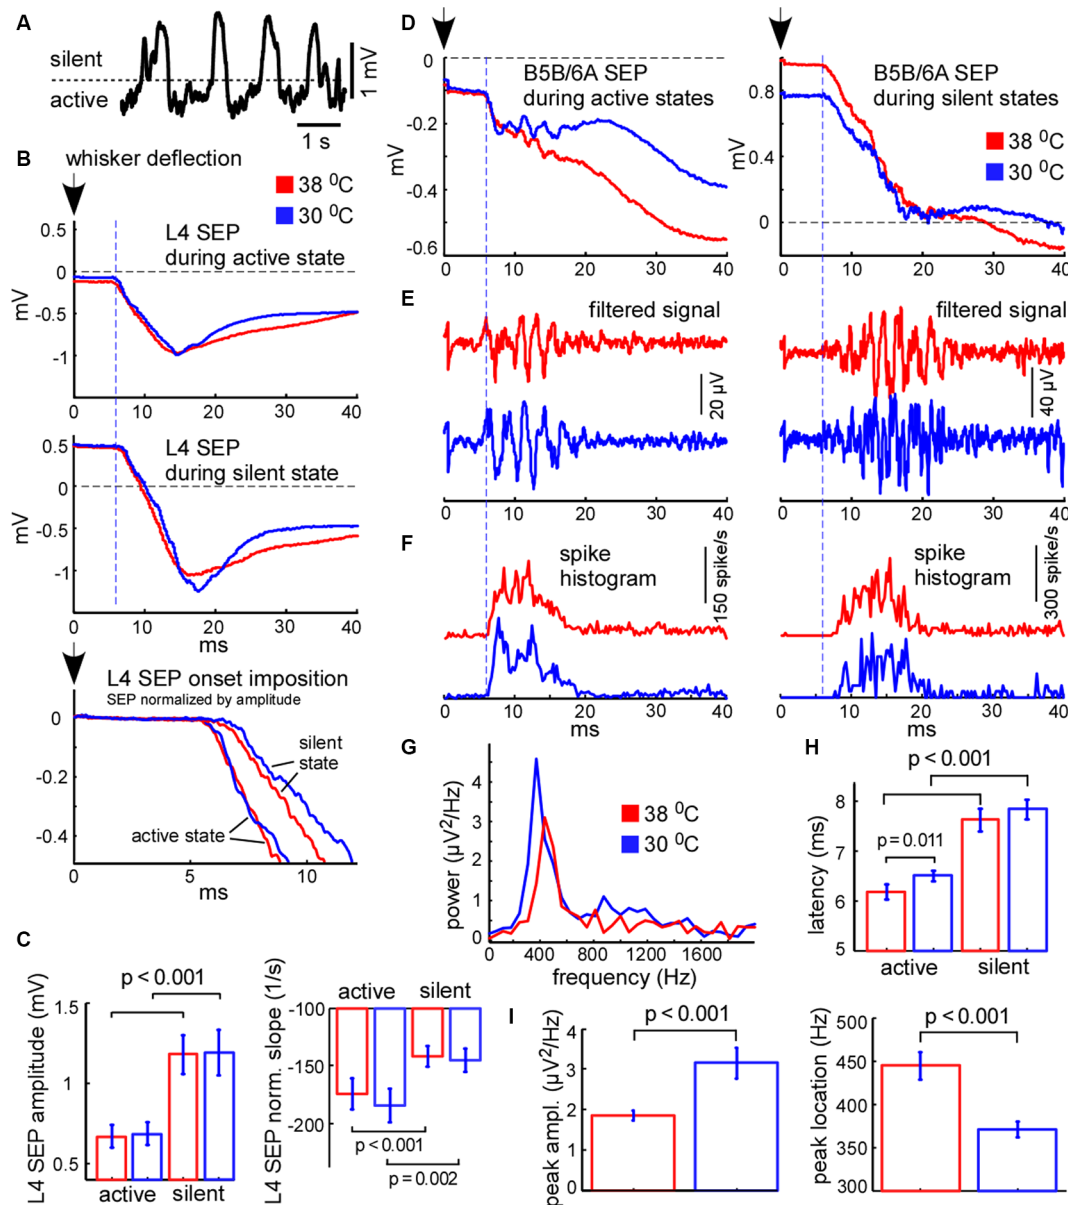 A
silent
active
1 mV
1 s
B
whisker deflection
38 ⁰C
30 ⁰C
L4 SEP
during active state
mV
0.5
0
-0.5
-1
0 10 20 30 40
L4 SEP
during silent state
mV
0.5
0
-0.5
-1
0 10 20 30 40
ms
L4 SEP onset imposition
SEP normalized by amplitude
0
-0.2
-0.4
silent
state
active state
5 10
ms
C
L4 SEP amplitude (mV)
1.5
1
0.5
p < 0.001
active silent
L4 SEP norm. slope (1/s)
active silent
-100
-150
-200
p < 0.001
p = 0.002
D
B5B/6A SEP
during active states
mV
0
-0.2
-0.4
-0.6
0 10 20 30 40
B5B/6A SEP
during silent states
38 ⁰C
30 ⁰C
mV
0.8
0.4
0
0 10 20 30 40
E
filtered signal
20 µV
0 10 20 30 40
filtered signal
40 µV
0 10 20 30 40
F
spike
histogram
150 spike/s
0 10 20 30 40
ms
spike
histogram
300 spike/s
0 10 20 30 40
ms
G
power (µV²/Hz)
4
2
0
38 ⁰C
30 ⁰C
0 400 800 1200 1600
frequency (Hz)
H
latency (ms)
8
7
6
5
p < 0.001
p = 0.011
active silent
I
peak ampl. (µV²/Hz)
4
3
2
1
0
p < 0.001
peak location (Hz)
500
450
400
350
300
p < 0.001